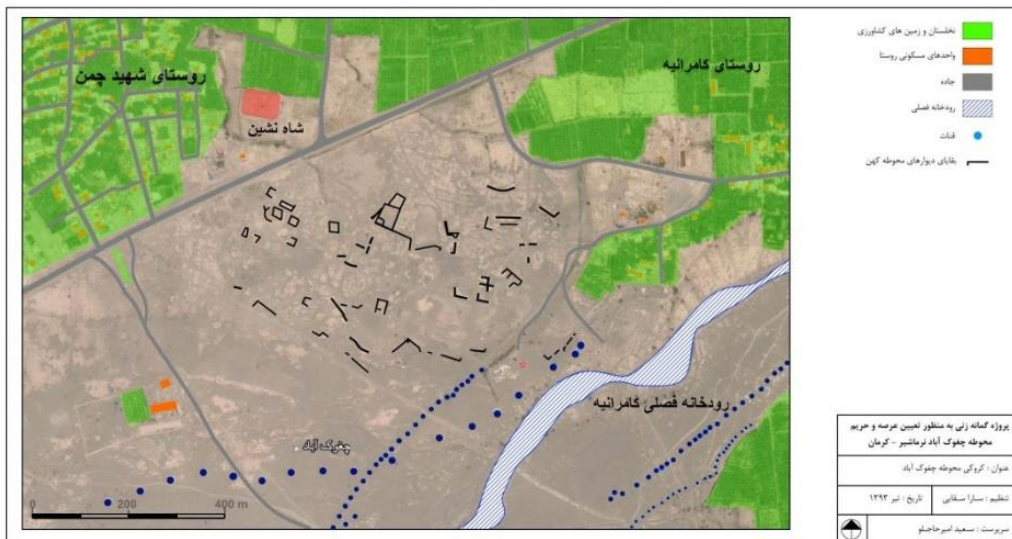 روستای شهید چمن
شاه نشین
روستای کامرانیه
رودخانه فصلی کامرانیه
چغوک آباد
0 200 400 m
نخلستان و زمین های کشاورزی
واحدهای مسکونی روستا
جاده
رودخانه فصلی
قنات
بقایای دیوارهای محوطه کهن
پروژه گمانه زنی به منظور تعیین عرصه و حریم
محوطه چغوک آباد نرماشیر - کرمان
عنوان : کروکی محوطه چغوک آباد
تنظیم : سارا سقایی
تاریخ : تیر ۱۳۹۳
سرپرست : سعید امیرحاجلو